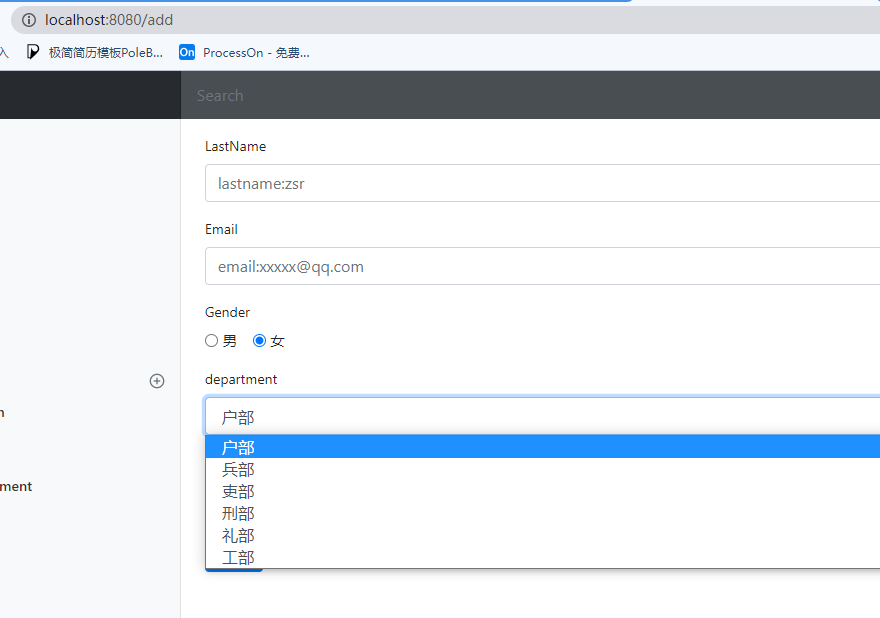 localhost:8080/add
入 极简简历模板PoleB... On ProcessOn - 免费...
Search
LastName
lastname:zsr
Email
email:xxxxx@qq.com
Gender
男 女
department
n
户部
户部
兵部
ment
吏部
刑部
礼部
工部